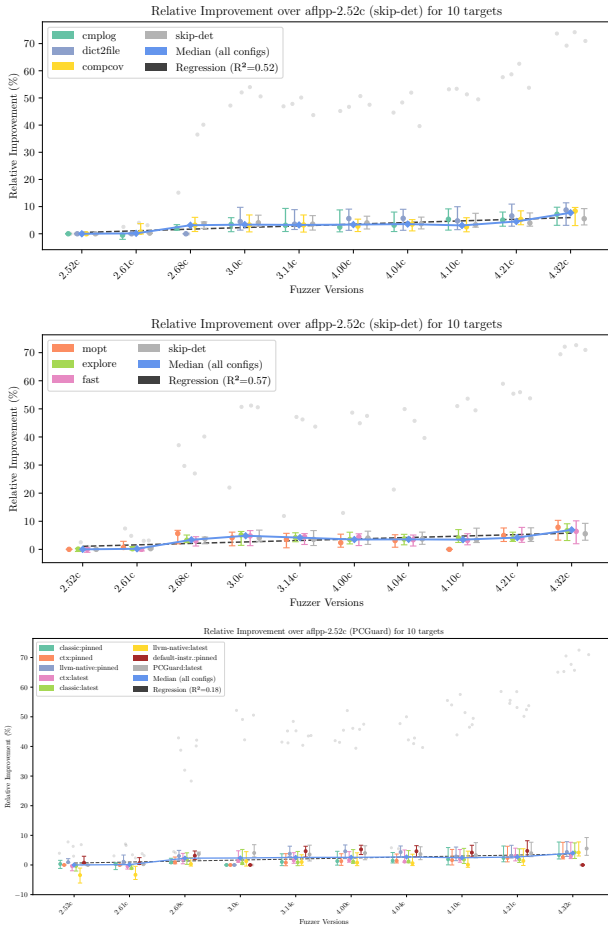 Relative Improvement over aflpp-2.52c (skip-det) for 10 targets
cmplog
dict2file
compcov
skip-det
Median (all configs)
Regression (R²=0.52)
Relative Improvement (%)
70
60
50
40
30
20
10
0
2.52c
2.61c
2.68c
3.0c
3.14c
4.00c
4.04c
4.10c
4.21c
4.32c
Fuzzer Versions
Relative Improvement over aflpp-2.52c (skip-det) for 10 targets
mopt
explore
fast
skip-det
Median (all configs)
Regression (R²=0.57)
Relative Improvement (%)
70
60
50
40
30
20
10
0
2.52c
2.61c
2.68c
3.0c
3.14c
4.00c
4.04c
4.10c
4.21c
4.32c
Fuzzer Versions
Relative Improvement over aflpp-2.52c (PCGuard) for 10 targets
classic:pinned
ctx:pinned
llvm-native:pinned
ctx:latest
classic:latest
llvm-native:latest
default-instr.:pinned
PCGuard:latest
Median (all configs)
Regression (R²=0.18)
Relative Improvement (%)
70
60
50
40
30
20
10
0
−10
2.52c
2.61c
2.68c
3.0c
3.14c
4.00c
4.04c
4.10c
4.21c
4.32c
Fuzzer Versions